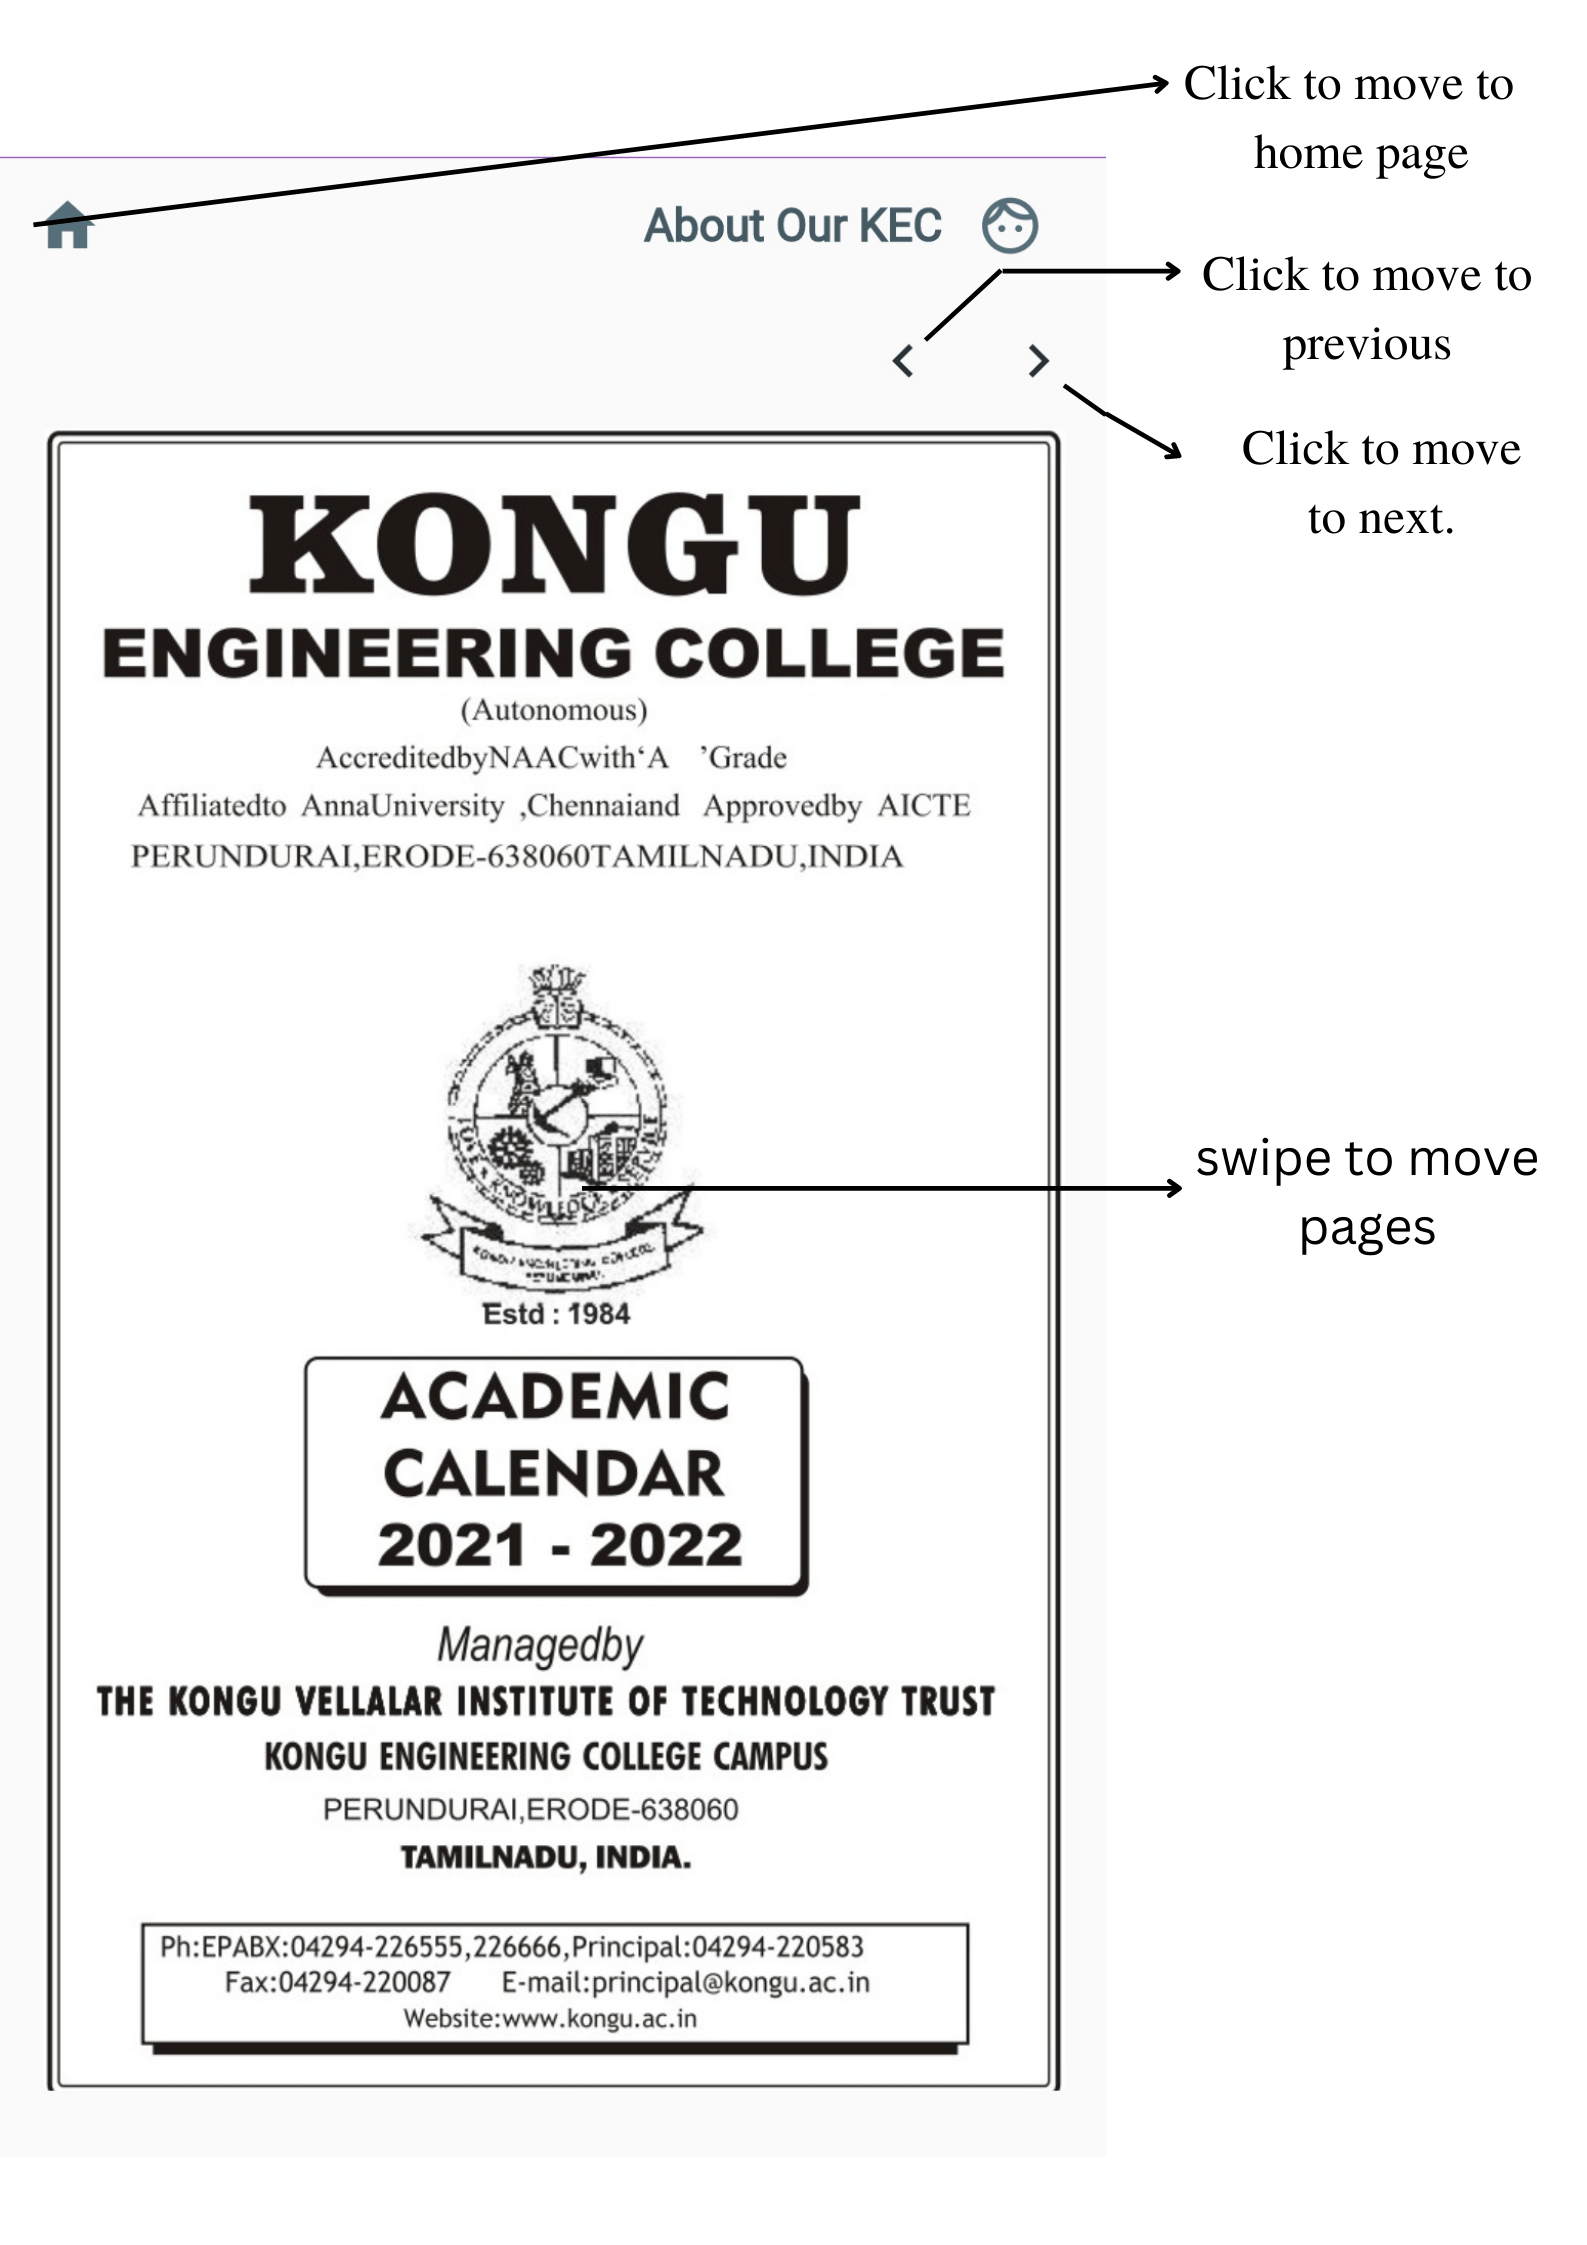 Click to move to
home page
About Our KEC
Click to move to
previous
Click to move
to next.
KONGU
ENGINEERING COLLEGE
(Autonomous)
AccreditedbyNAACwith‘A ’Grade
Affiliatedto AnnaUniversity ,Chennaiand Approvedby AICTE
PERUNDURAI,ERODE-638060TAMILNADU,INDIA
swipe to move
pages
Estd : 1984
ACADEMIC
CALENDAR
2021 - 2022
Managedby
THE KONGU VELLALAR INSTITUTE OF TECHNOLOGY TRUST
KONGU ENGINEERING COLLEGE CAMPUS
PERUNDURAI,ERODE-638060
TAMILNADU, INDIA.
Ph:EPABX:04294-226555,226666,Principal:04294-220583
Fax:04294-220087 E-mail:principal@kongu.ac.in
Website:www.kongu.ac.in